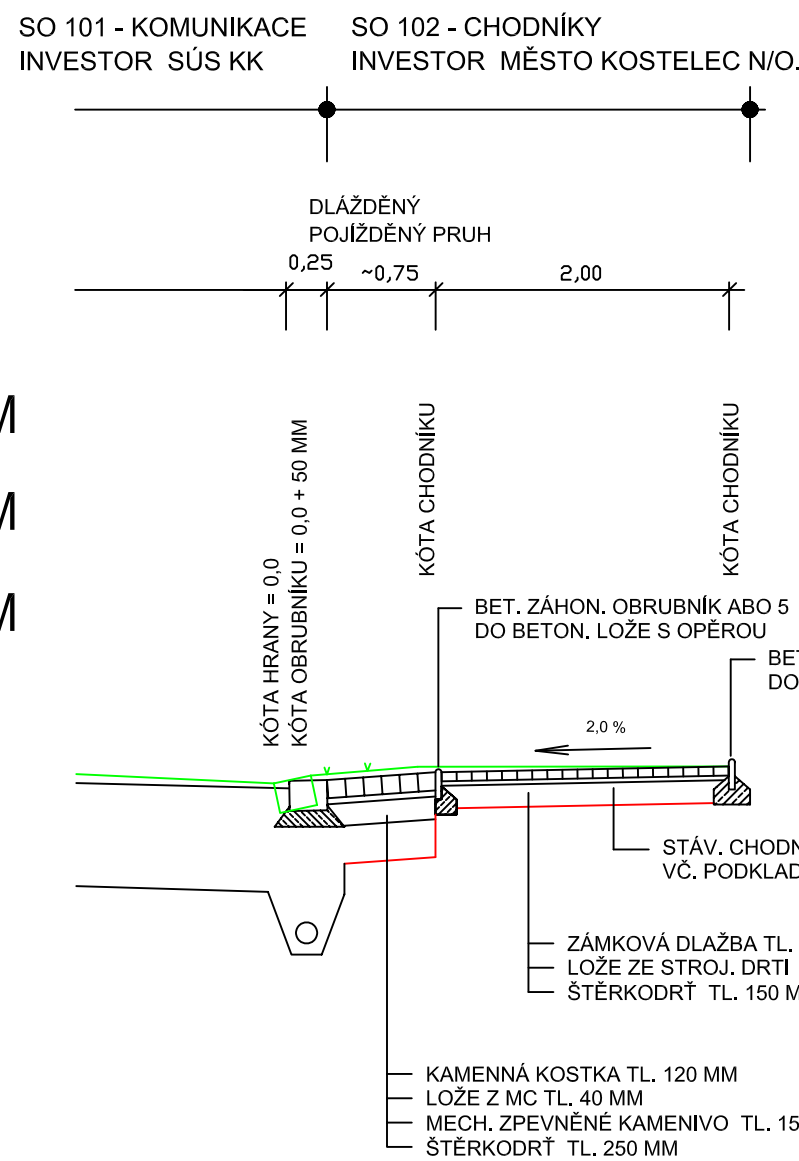 SO 101 - KOMUNIKACE
INVESTOR SÚS KK
SO 102 - CHODNÍKY
INVESTOR MĚSTO KOSTELEC N/O.
DLÁŽDĚNÝ
POJÍŽDĚNÝ PRUH
0,25
~0,75
2,00
M
M
M
KÓTA HRANY = 0,0
KÓTA OBRUBNÍKU = 0,0 + 50 MM
KÓTA CHODNÍKU
KÓTA CHODNÍKU
BET. ZÁHON. OBRUBNÍK ABO 5
DO BETON. LOŽE S OPĚROU
BET
DO
2,0 %
STÁV. CHODN
VČ. PODKLAD
ZÁMKOVÁ DLAŽBA TL.
LOŽE ZE STROJ. DRTI
ŠTĚRKODRŤ TL. 150 M
KAMENNÁ KOSTKA TL. 120 MM
LOŽE Z MC TL. 40 MM
MECH. ZPEVNĚNÉ KAMENIVO TL. 15
ŠTĚRKODRŤ TL. 250 MM